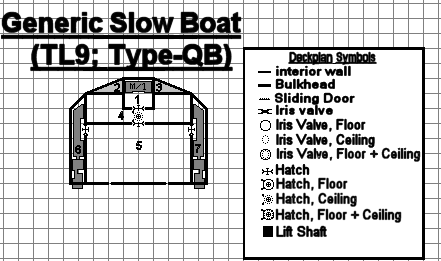 Generic Slow Boat
(TL9; Type-QB)
Deckplan Symbols
interior wall
Bulkhead
Sliding Door
Iris valve
Iris Valve, Floor
Iris Valve, Ceiling
Iris Valve, Floor + Ceiling
Hatch
Hatch, Floor
Hatch, Ceiling
Hatch, Floor + Ceiling
Lift Shaft
2 M/1 3
1
4
5
6 7